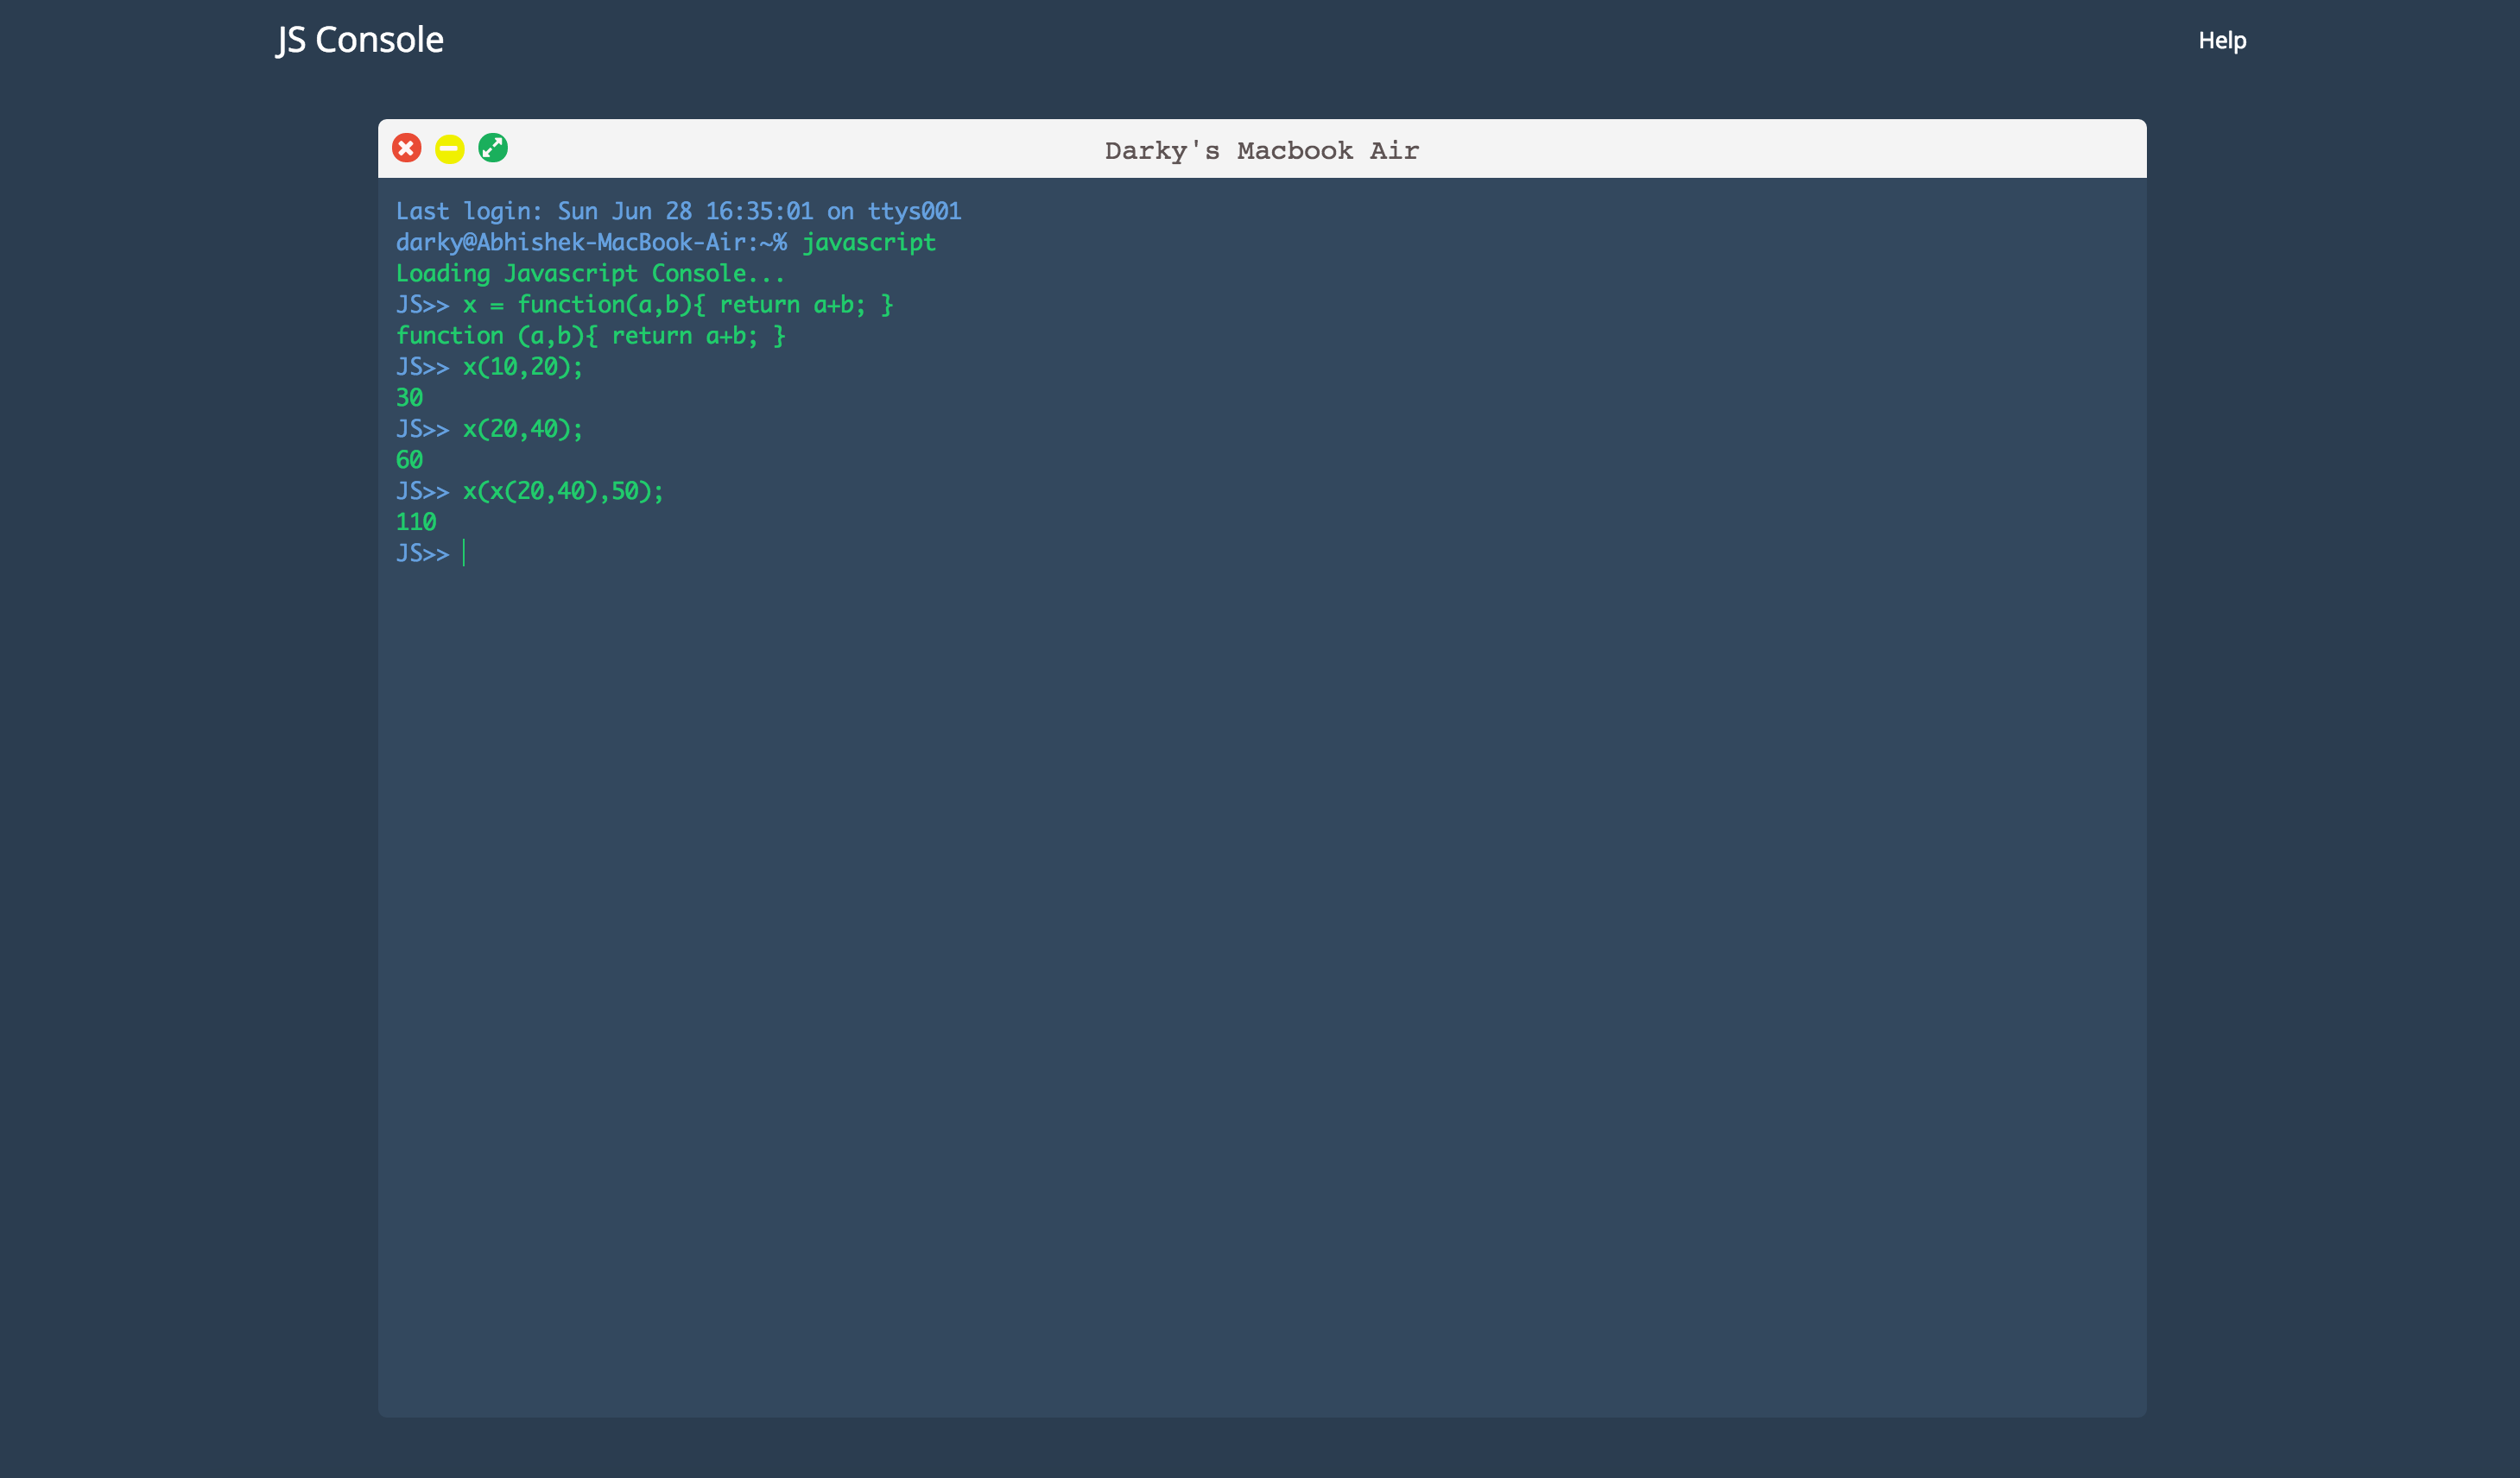 JS Console
Help
Darky's Macbook Air
Last login: Sun Jun 28 16:35:01 on ttys001
darky@Abhishek-MacBook-Air:~% javascript
Loading Javascript Console...
JS>> x = function(a,b){ return a+b; }
function (a,b){ return a+b; }
JS>> x(10,20);
30
JS>> x(20,40);
60
JS>> x(x(20,40),50);
110
JS>>